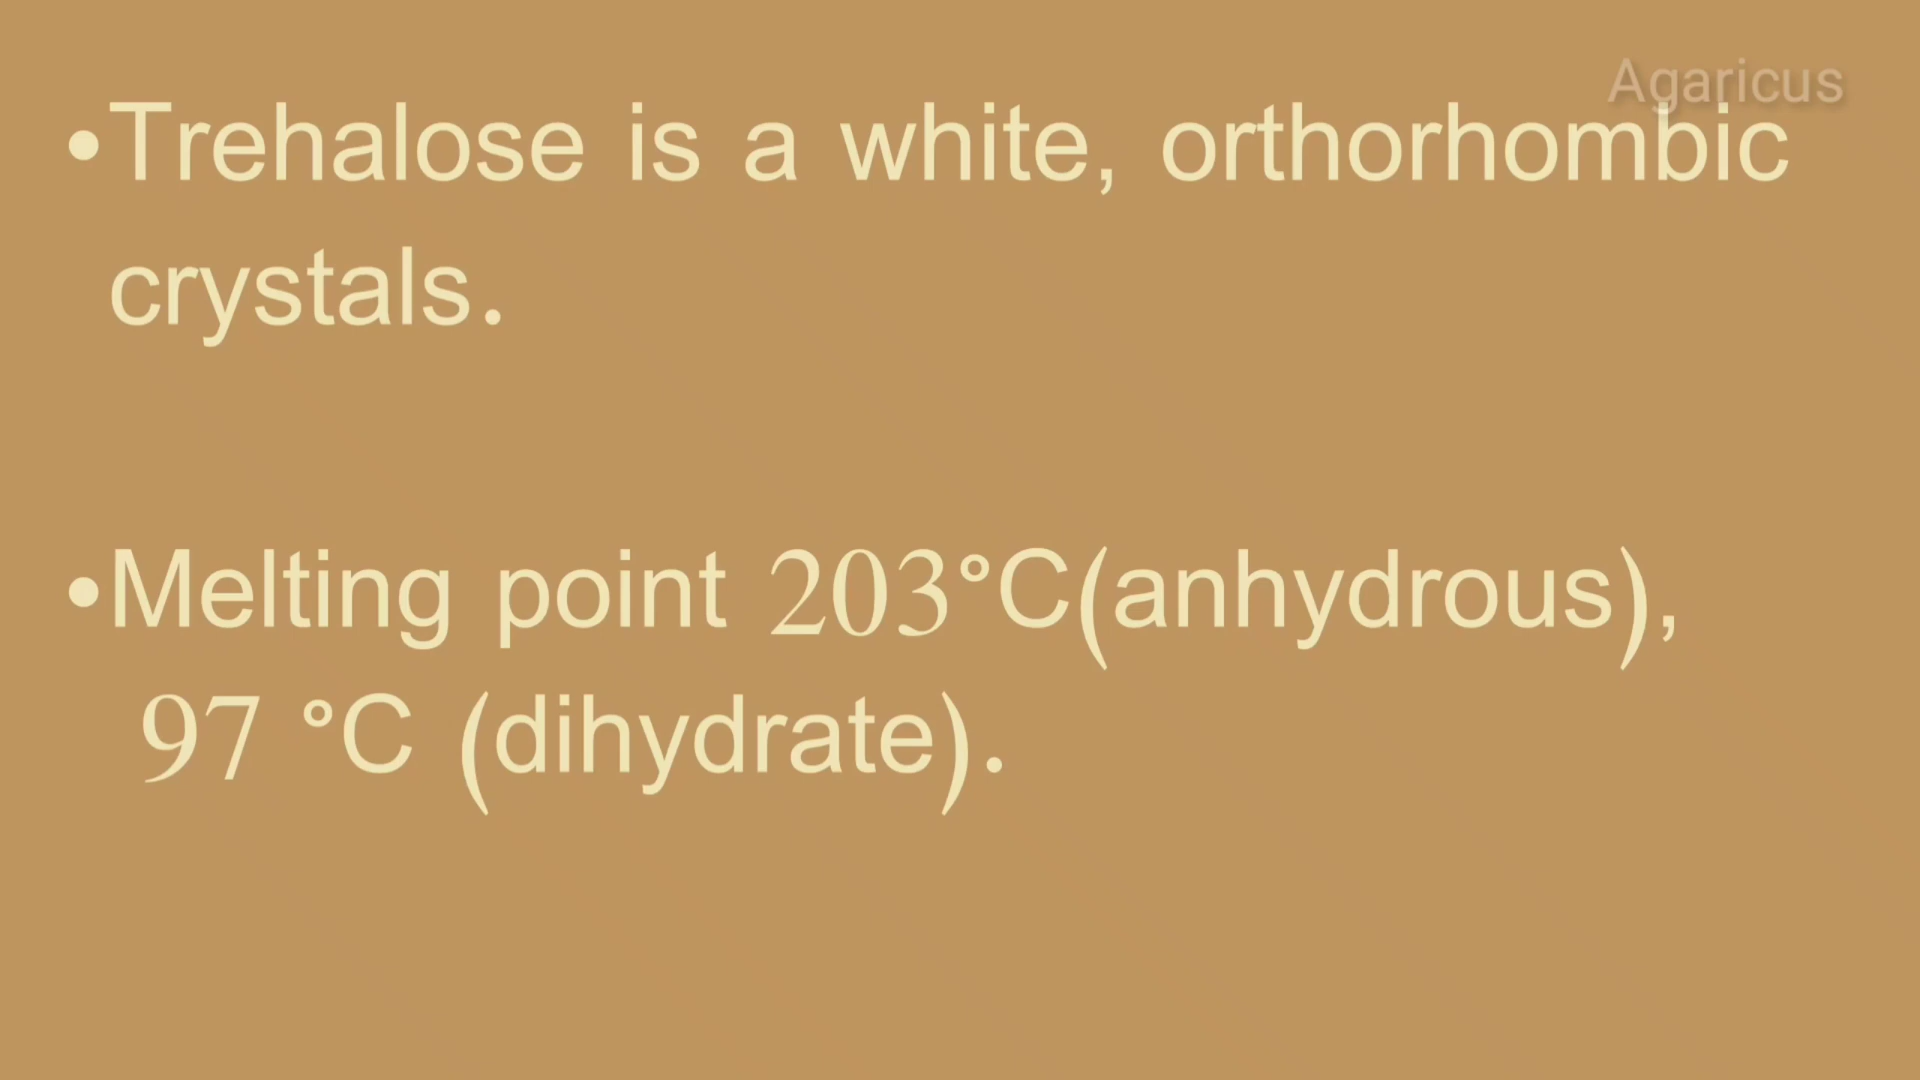 Agaricus
•Trehalose is a white, orthorhombic
crystals.
•Melting point 203°C(anhydrous),
97 °C (dihydrate).